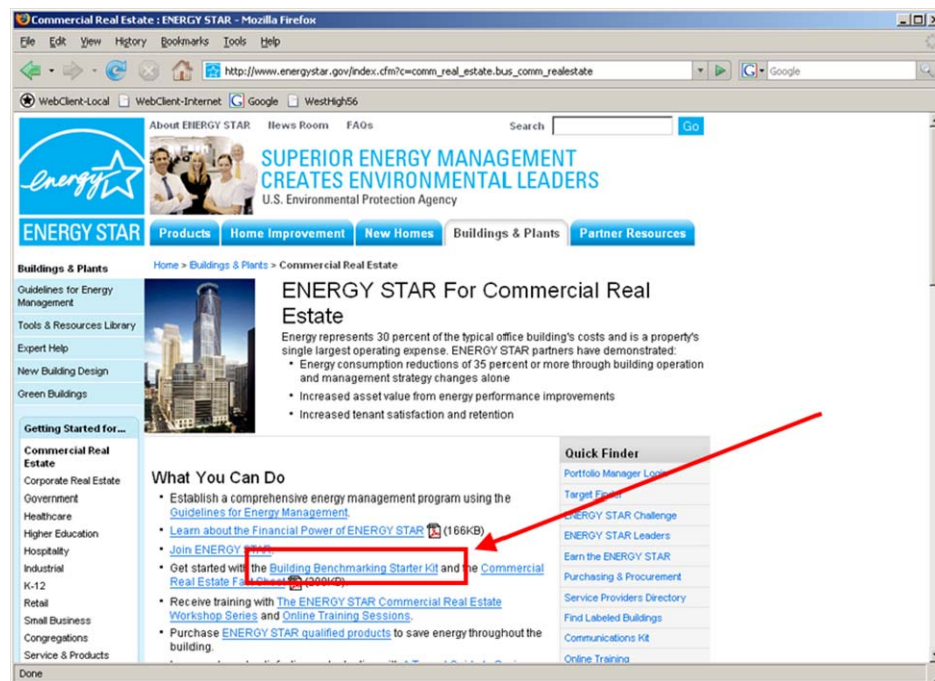 Commercial Real Estate : ENERGY STAR - Mozilla Firefox
File Edit View History Bookmarks Tools Help
http://www.energystar.gov/index.cfm?c=comm_real_estate.bus_comm_realestate
Google
WebClient-Local WebClient-Internet Google WestHigh56
About ENERGY STAR News Room FAQs Search Go
energy
ENERGY STAR
SUPERIOR ENERGY MANAGEMENT
CREATES ENVIRONMENTAL LEADERS
U.S. Environmental Protection Agency
Products Home Improvement New Homes Buildings & Plants Partner Resources
Buildings & Plants
Guidelines for Energy
Management
Tools & Resources Library
Expert Help
New Building Design
Green Buildings
Getting Started for...
Commercial Real
Estate
Corporate Real Estate
Government
Healthcare
Higher Education
Hospitality
Industrial
K-12
Retail
Small Business
Congregations
Service & Products
Home > Buildings & Plants > Commercial Real Estate
ENERGY STAR For Commercial Real
Estate
Energy represents 30 percent of the typical office building's costs and is a property's
single largest operating expense. ENERGY STAR partners have demonstrated:
• Energy consumption reductions of 35 percent or more through building operation
and management strategy changes alone
• Increased asset value from energy performance improvements
• Increased tenant satisfaction and retention
What You Can Do
• Establish a comprehensive energy management program using the
Guidelines for Energy Management.
• Learn about the Financial Power of ENERGY STAR (166KB)
• Join ENERGY STAR.
• Get started with the Building Benchmarking Starter Kit and the Commercial
Real Estate Fact Sheet
• Receive training with The ENERGY STAR Commercial Real Estate
Workshop Series and Online Training Sessions.
• Purchase ENERGY STAR qualified products to save energy throughout the
building.
Quick Finder
Portfolio Manager Login
Target Finder
ENERGY STAR Challenge
ENERGY STAR Leaders
Earn the ENERGY STAR
Purchasing & Procurement
Service Providers Directory
Find Labeled Buildings
Communications Kit
Online Training
Done